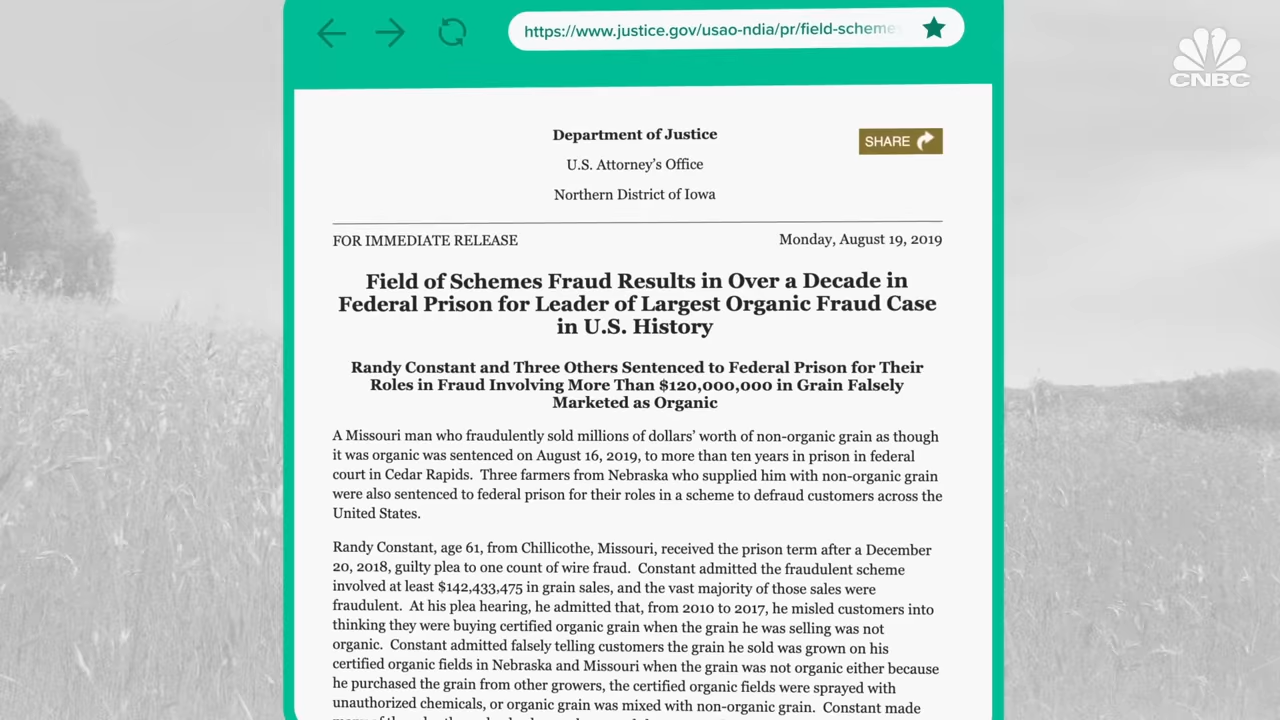 https://www.justice.gov/usao-ndia/pr/field-scheme
CNBC
Department of Justice
SHARE
U.S. Attorney's Office
Northern District of Iowa
FOR IMMEDIATE RELEASE Monday, August 19, 2019
Field of Schemes Fraud Results in Over a Decade in
Federal Prison for Leader of Largest Organic Fraud Case
in U.S. History
Randy Constant and Three Others Sentenced to Federal Prison for Their
Roles in Fraud Involving More Than $120,000,000 in Grain Falsely
Marketed as Organic
A Missouri man who fraudulently sold millions of dollars' worth of non-organic grain as though
it was organic was sentenced on August 16, 2019, to more than ten years in prison in federal
court in Cedar Rapids. Three farmers from Nebraska who supplied him with non-organic grain
were also sentenced to federal prison for their roles in a scheme to defraud customers across the
United States.
Randy Constant, age 61, from Chillicothe, Missouri, received the prison term after a December
20, 2018, guilty plea to one count of wire fraud. Constant admitted the fraudulent scheme
involved at least $142,433,475 in grain sales, and the vast majority of those sales were
fraudulent. At his plea hearing, he admitted that, from 2010 to 2017, he misled customers into
thinking they were buying certified organic grain when the grain he was selling was not
organic. Constant admitted falsely telling customers the grain he sold was grown on his
certified organic fields in Nebraska and Missouri when the grain was not organic either because
he purchased the grain from other growers, the certified organic fields were sprayed with
unauthorized chemicals, or organic grain was mixed with non-organic grain. Constant made